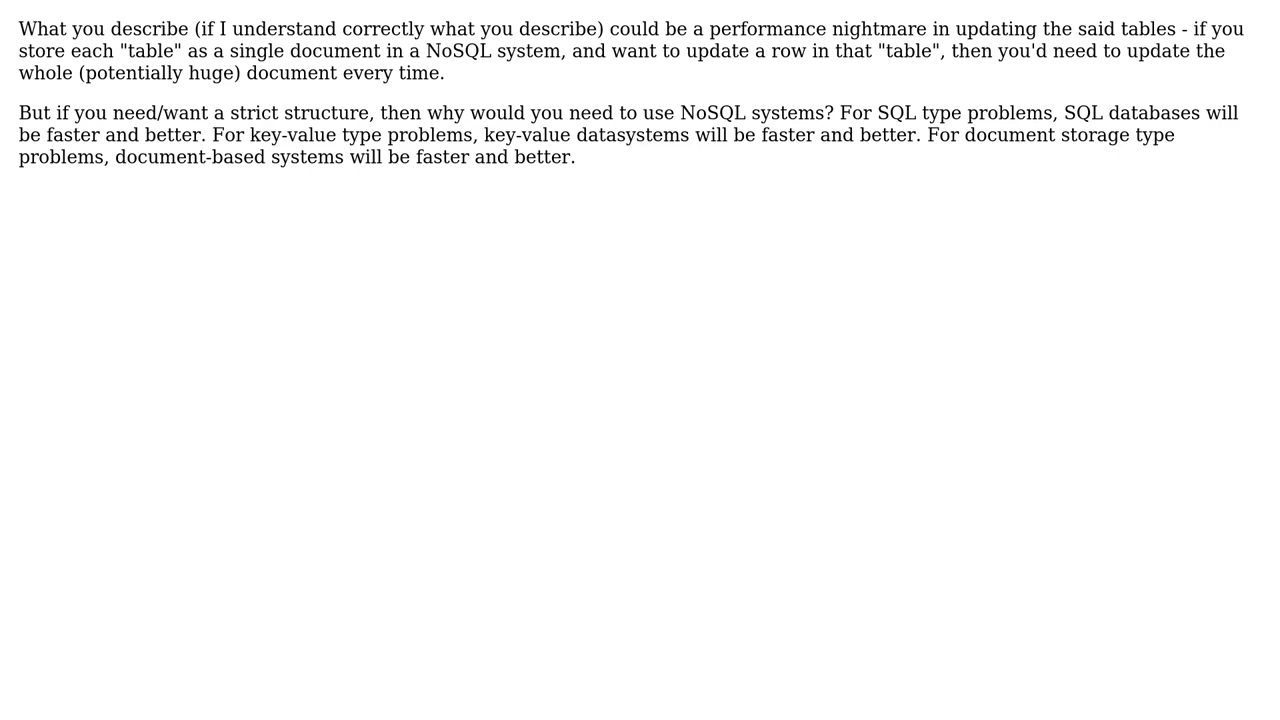 What you describe (if I understand correctly what you describe) could be a performance nightmare in updating the said tables - if you
store each "table" as a single document in a NoSQL system, and want to update a row in that "table", then you'd need to update the
whole (potentially huge) document every time.
But if you need/want a strict structure, then why would you need to use NoSQL systems? For SQL type problems, SQL databases will
be faster and better. For key-value type problems, key-value datasystems will be faster and better. For document storage type
problems, document-based systems will be faster and better.